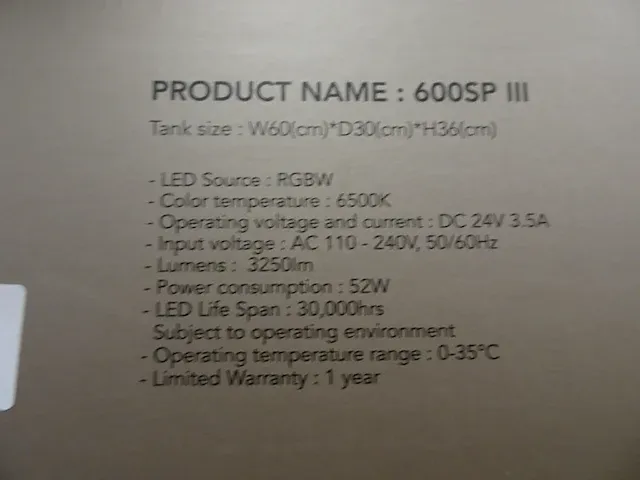 PRODUCT NAME : 600SP III
Tank size : W60(cm)*D30(cm)*H36(cm)
- LED Source : RGBW
- Color temperature : 6500K
- Operating voltage and current : DC 24V 3.5A
- Input voltage : AC 110 - 240V, 50/60Hz
- Lumens : 3250lm
- Power consumption : 52W
- LED Life Span : 30,000hrs
Subject to operating environment
- Operating temperature range : 0-35°C
- Limited Warranty : 1 year